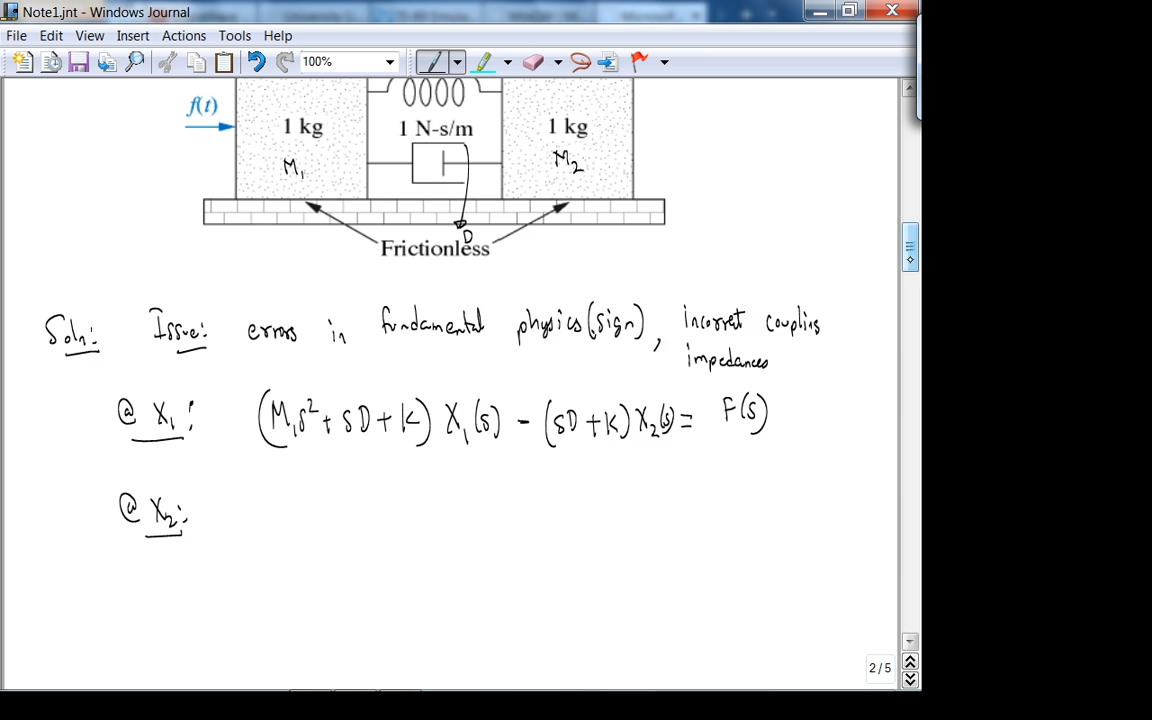 Note1.jnt - Windows Journal
File Edit View Insert Actions Tools Help
100%
f(t)
1 kg
1 N-s/m
1 kg
M₁
M₂
D
Frictionless
Soln: Issue: errors in fundamental physics (sign), incorret coupling
impedances
@ X₁: (M₁s² + sD + K) X₁(s) - (sD + K) X₂(s) = F(s)
@ X₂:
2 / 5